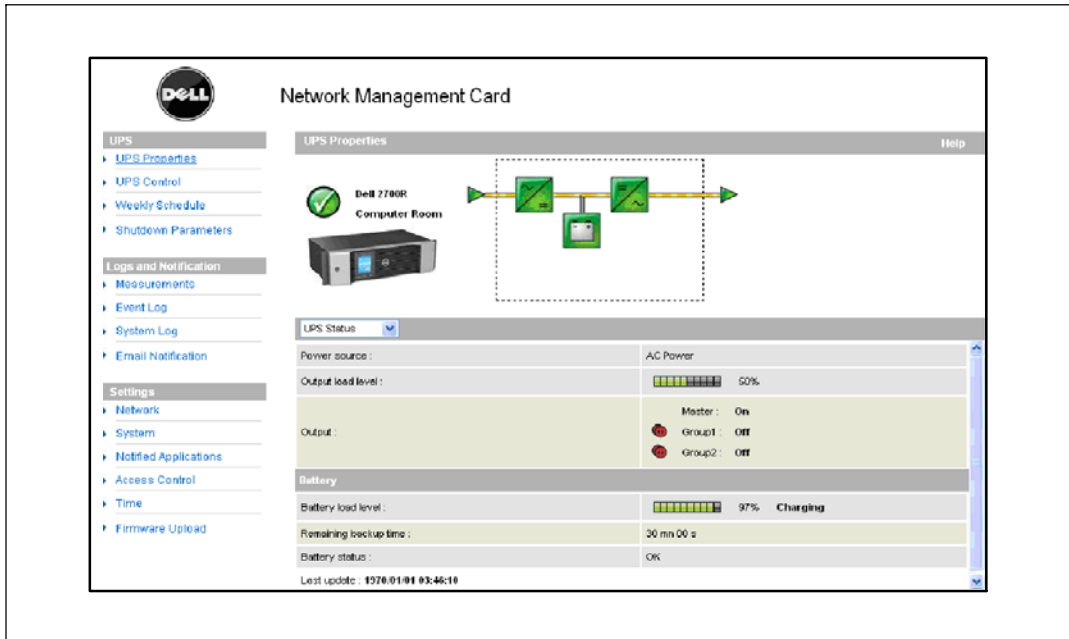 DELL
Network Management Card
UPS
UPS Properties
UPS Control
Weekly Schedule
Shutdown Parameters
Logs and Notification
Measurements
Event Log
System Log
Email Notification
Settings
Network
System
Notified Applications
Access Control
Time
Firmware Upload
UPS Properties Help
Dell 2700R
Computer Room
UPS Status
Power source : AC Power
Output load level : 50%
Output :
Master : On
Group1 : Off
Group2 : Off
Battery
Battery load level : 97% Charging
Remaining backup time : 30 mn 00 s
Battery status : OK
Last update : 1970/01/01 03:46:10